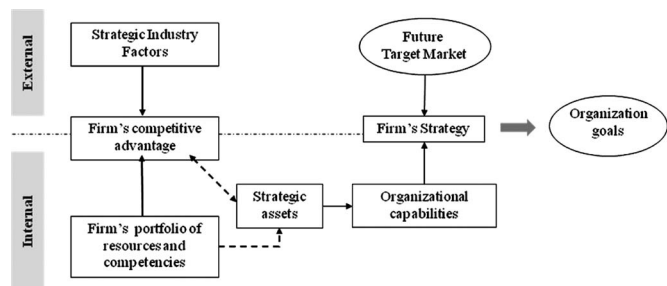 External
Strategic Industry
Factors
Future
Target Market
Firm's competitive
advantage
Firm's Strategy
Organization
goals
Internal
Strategic
assets
Organizational
capabilities
Firm's portfolio of
resources and
competencies